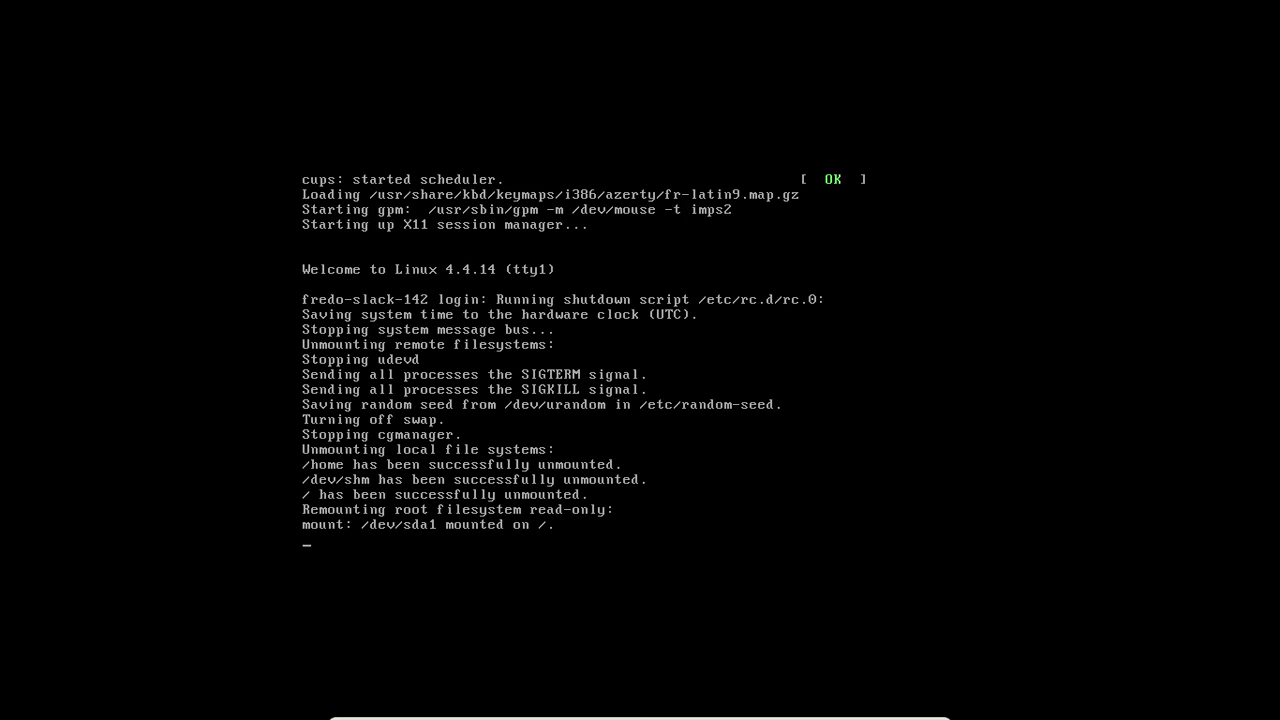 cups: started scheduler. [ OK ]
Loading /usr/share/kbd/keymaps/i386/azerty/fr-latin9.map.gz
Starting gpm:  /usr/sbin/gpm -m /dev/mouse -t imps2
Starting up X11 session manager...
Welcome to Linux 4.4.14 (tty1)
fredo-slack-142 login: Running shutdown script /etc/rc.d/rc.0:
Saving system time to the hardware clock (UTC).
Stopping system message bus...
Unmounting remote filesystems:
Stopping udevd
Sending all processes the SIGTERM signal.
Sending all processes the SIGKILL signal.
Saving random seed from /dev/urandom in /etc/random-seed.
Turning off swap.
Stopping cgmanager.
Unmounting local file systems:
/home has been successfully unmounted.
/dev/shm has been successfully unmounted.
/ has been successfully unmounted.
Remounting root filesystem read-only:
mount: /dev/sda1 mounted on /.